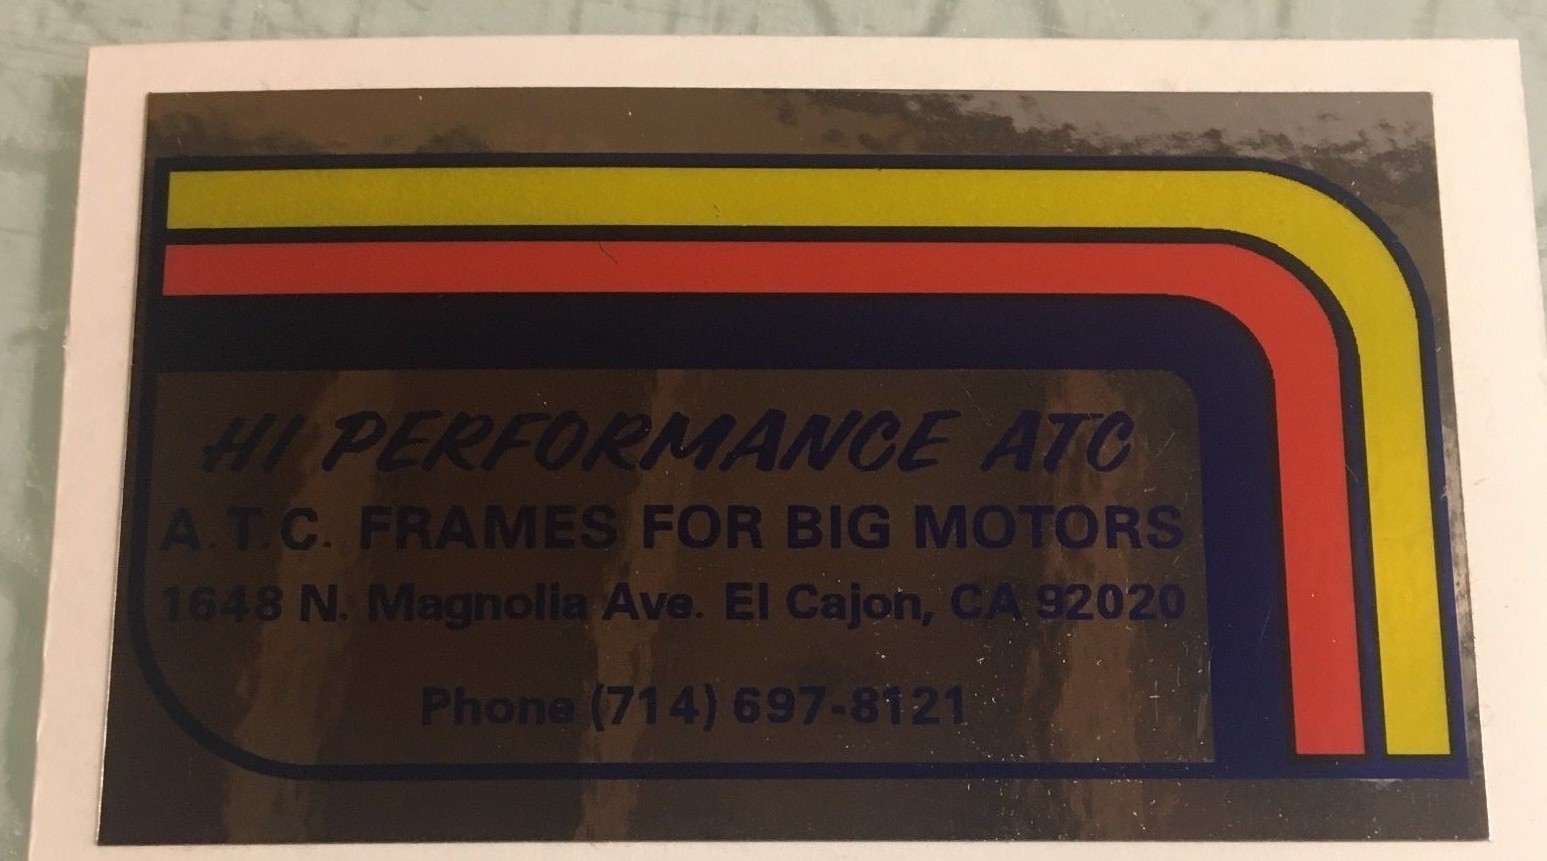 HI PERFORMANCE ATC
A.T.C. FRAMES FOR BIG MOTORS
1648 N. Magnolia Ave. El Cajon, CA 92020
Phone (714) 697-8121